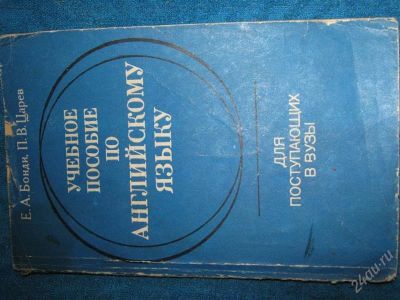 Е. А. Бонди, П. В. Царев
УЧЕБНОЕ
ПОСОБИЕ
ПО
АНГЛИЙСКОМУ
ЯЗЫКУ
ДЛЯ
ПОСТУПАЮЩИХ
В ВУЗЫ
24au.ru